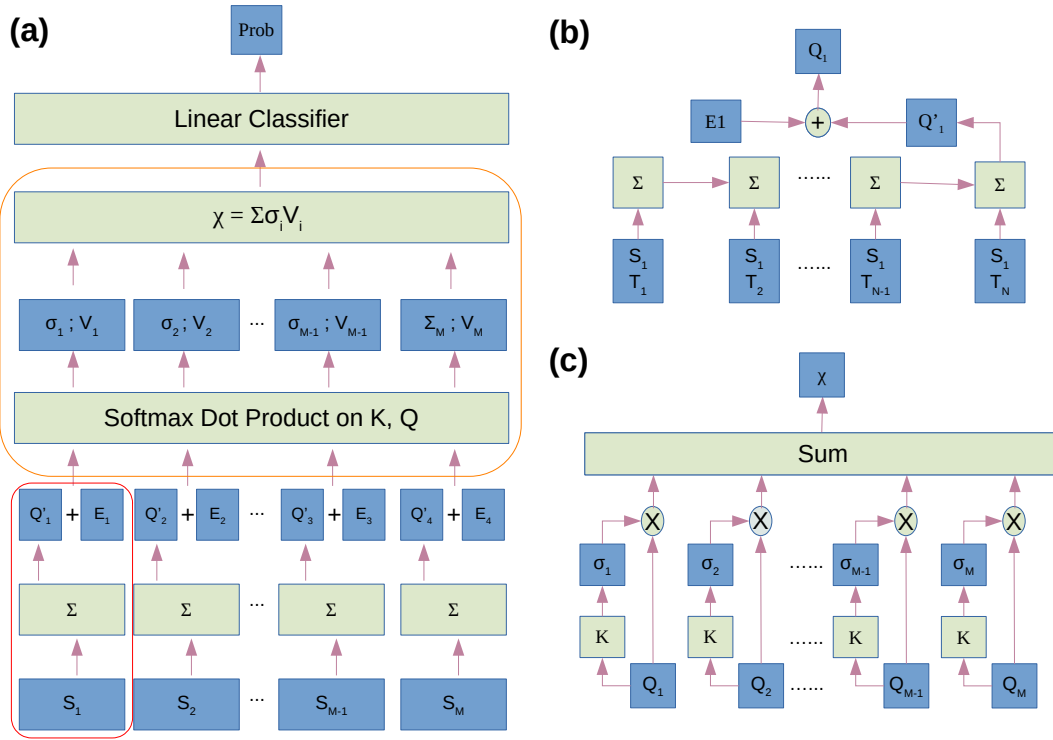 (a)
Prob
Linear Classifier
χ = Σσ_iV_i
σ_1 ; V_1 σ_2 ; V_2 ... σ_M-1 ; V_M-1 Σ_M ; V_M
Softmax Dot Product on K, Q
Q'_1 + E_1 Q'_2 + E_2 ... Q'_3 + E_3 Q'_4 + E_4
Σ Σ ... Σ Σ
S_1 S_2 ... S_M-1 S_M
(b)
Q_1
E1 + Q'_1
Σ Σ ...... Σ Σ
S_1 S_1 S_1 S_1
T_1 T_2 ...... T_N-1 T_N
(c)
χ
Sum
X X X X
σ_1 σ_2 ...... σ_M-1 σ_M
K K ...... K K
Q_1 Q_2 ...... Q_M-1 Q_M